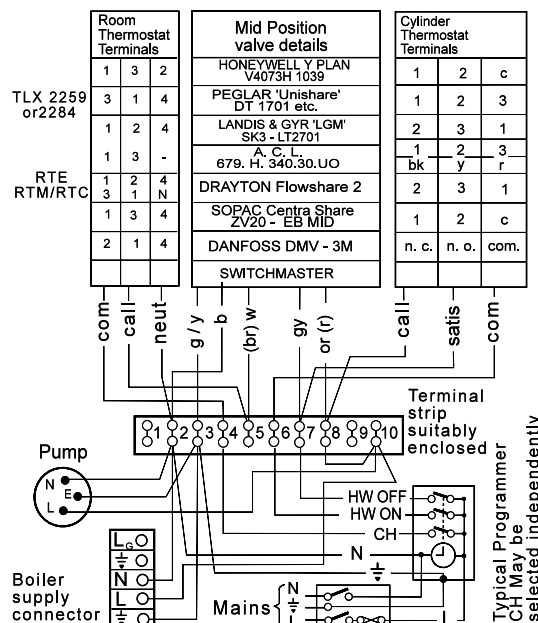 Room
Thermostat
Terminals
Mid Position
valve details
Cylinder
Thermostat
Terminals
1 3 2
HONEYWELL Y PLAN
V4073H 1039
1 2 c
TLX 2259
or2284
3 1 4
PEGLAR 'Unishare'
DT 1701 etc.
1 2 3
1 2 4
LANDIS & GYR 'LGM'
SK3 - LT2701
2 3 1
1 3 -
A. C. L.
679. H. 340.30.UO
1 2 3
bk y r
RTE
RTM/RTC
1 2 4
3 1 N
DRAYTON Flowshare 2
2 3 1
1 3 4
SOPAC Centra Share
ZV20 - EB MID
1 2 c
2 1 4
DANFOSS DMV - 3M
n. c. n. o. com.
SWITCHMASTER
com
call
neut
g / y
b
(br) w
gy
or (r)
call
satis
com
1 2 3 4 5 6 7 8 9 10
Terminal
strip
suitably
enclosed
Pump
N
E
L
HW OFF
HW ON
CH
N
Typical Programmer
CH May be
selected independently
LG
N
L
Boiler
supply
connector
Mains
N
L
L